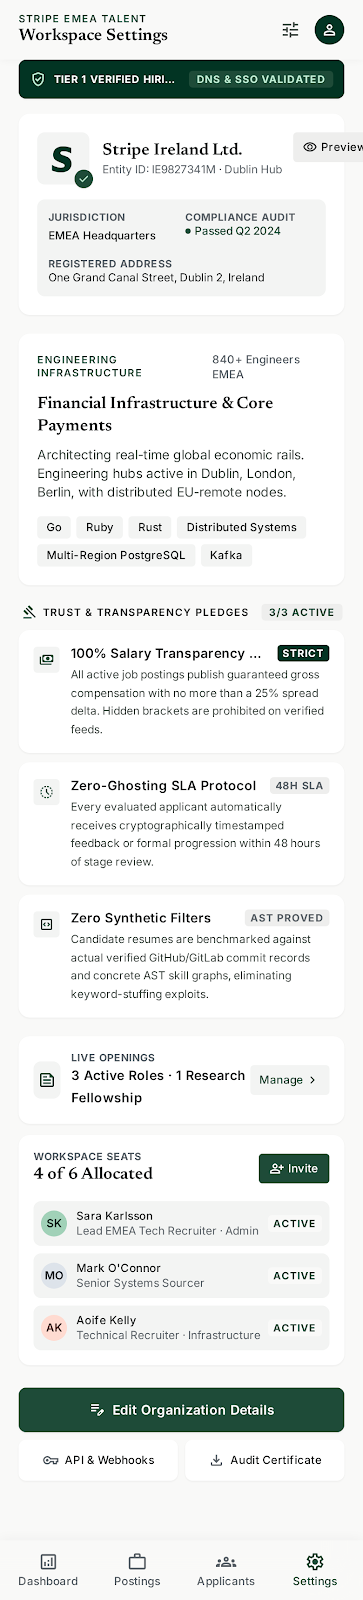 STRIPE EMEA TALENT
Workspace Settings
TIER 1 VERIFIED HIRI... DNS & SSO VALIDATED
S
Stripe Ireland Ltd.
Preview
Entity ID: IE9827341M · Dublin Hub
JURISDICTION COMPLIANCE AUDIT
EMEA Headquarters Passed Q2 2024
REGISTERED ADDRESS
One Grand Canal Street, Dublin 2, Ireland
ENGINEERING INFRASTRUCTURE
840+ Engineers EMEA
Financial Infrastructure & Core
Payments
Architecting real-time global economic rails.
Engineering hubs active in Dublin, London,
Berlin, with distributed EU-remote nodes.
Go Ruby Rust Distributed Systems
Multi-Region PostgreSQL Kafka
TRUST & TRANSPARENCY PLEDGES 3/3 ACTIVE
100% Salary Transparency ... STRICT
All active job postings publish guaranteed gross
compensation with no more than a 25% spread
delta. Hidden brackets are prohibited on verified
feeds.
Zero-Ghosting SLA Protocol 48H SLA
Every evaluated applicant automatically
receives cryptographically timestamped
feedback or formal progression within 48 hours
of stage review.
Zero Synthetic Filters AST PROVED
Candidate resumes are benchmarked against
actual verified GitHub/GitLab commit records
and concrete AST skill graphs, eliminating
keyword-stuffing exploits.
LIVE OPENINGS
3 Active Roles · 1 Research
Fellowship
Manage
WORKSPACE SEATS
4 of 6 Allocated
Invite
SK Sara Karlsson
Lead EMEA Tech Recruiter · Admin
ACTIVE
MO Mark O'Connor
Senior Systems Sourcer
ACTIVE
AK Aoife Kelly
Technical Recruiter · Infrastructure
ACTIVE
Edit Organization Details
API & Webhooks Audit Certificate
Dashboard Postings Applicants Settings